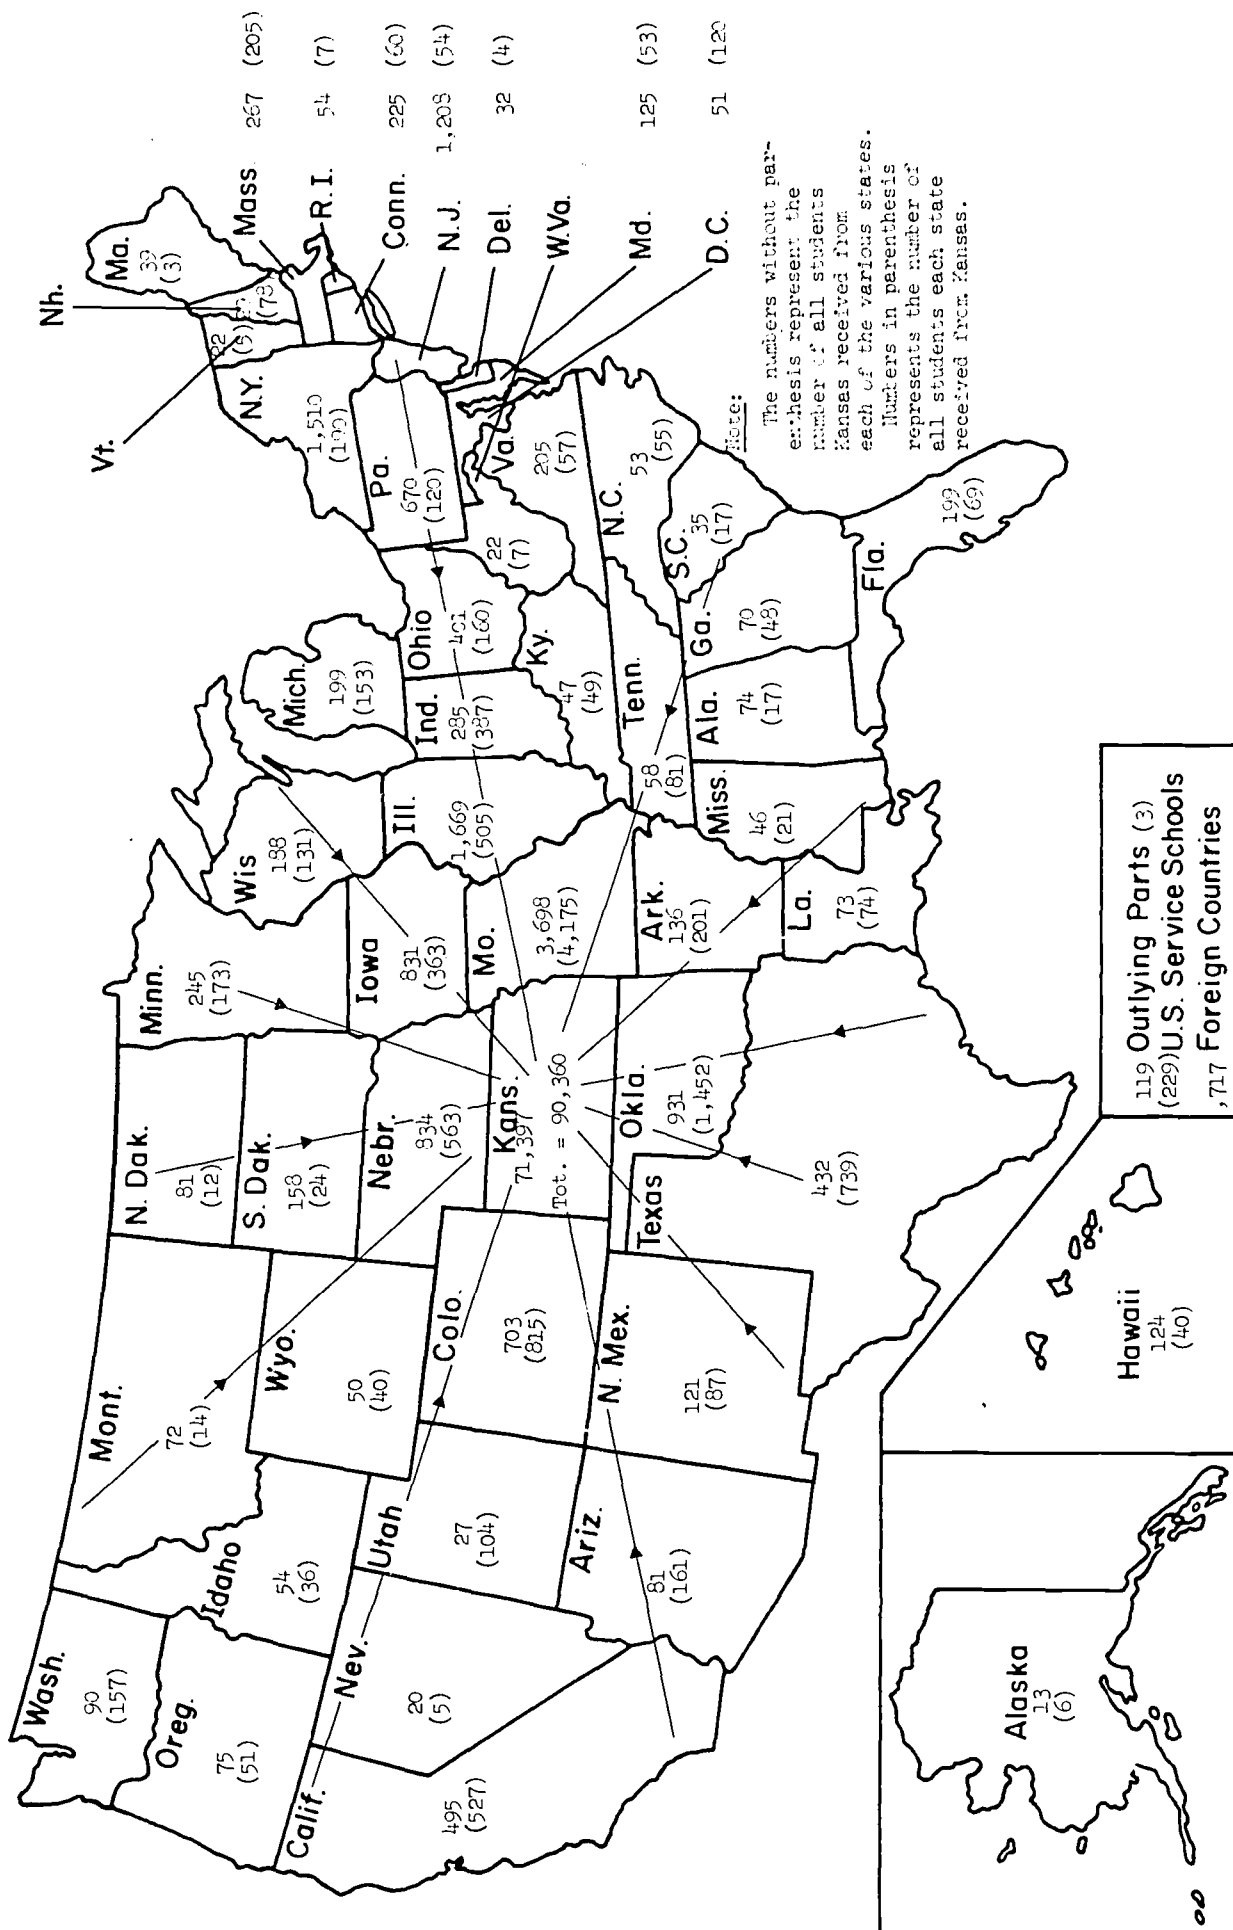 Wash.
90
(157)
Oreg.
75
(51)
Calif.
495
(527)
Nev.
20
(5)
Idaho
54
(36)
Mont.
72
(14)
Wyo.
50
(40)
Utah
27
(104)
Ariz.
81
(161)
Colo.
703
(815)
N. Mex.
121
(87)
N. Dak.
81
(12)
S. Dak.
158
(24)
Nebr.
834
(563)
Kans.
71,397
Tot. = 90,360
Okla.
931
(1,452)
Texas
432
(739)
Minn.
245
(173)
Iowa
831
(363)
Mo.
3,698
(4,175)
Ark.
136
(201)
La.
73
(74)
Wis
188
(131)
Ill.
1,669
(505)
Mich.
199
(153)
Ind.
285
(387)
Ohio
401
(160)
Ky.
47
(49)
Tenn.
58
(81)
Miss.
46
(21)
Ala.
74
(17)
Ga.
70
(48)
Fla.
199
(69)
S.C.
35
(17)
N.C.
53
(55)
Va.
205
(57)
22
(7)
Pa.
670
(120)
N.Y.
1,510
Vt.
22
(5)
Nh.
(78)
Ma.
39
(3)
Mass 267 (205)
R.I. 54 (7)
Conn. 225 (60)
N.J. 1,208 (54)
Del. 32 (4)
W.Va.
Md. 125 (53)
D.C. 51 (120
Note:
The numbers without par-
enthesis represent the
number of all students
Kansas received from
each of the various states.
Numbers in parenthesis
represents the number of
all students each state
received from Kansas.
Alaska
13
(6)
Hawaii
124
(40)
119 Outlying Parts (3)
(229)U.S. Service Schools
,717 Foreign Countries